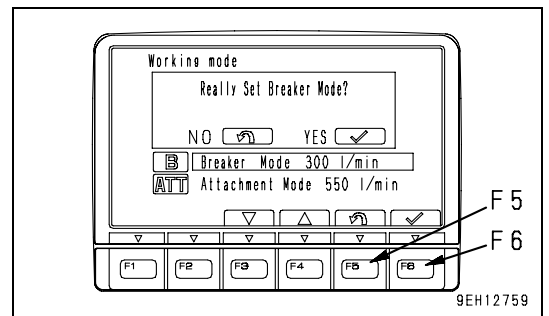 Working mode
Really Set Breaker Mode?
NO YES
B Breaker Mode 300 l/min
ATT Attachment Mode 550 l/min
F5
F6
F1 F2 F3 F4 F5 F6
9EH12759